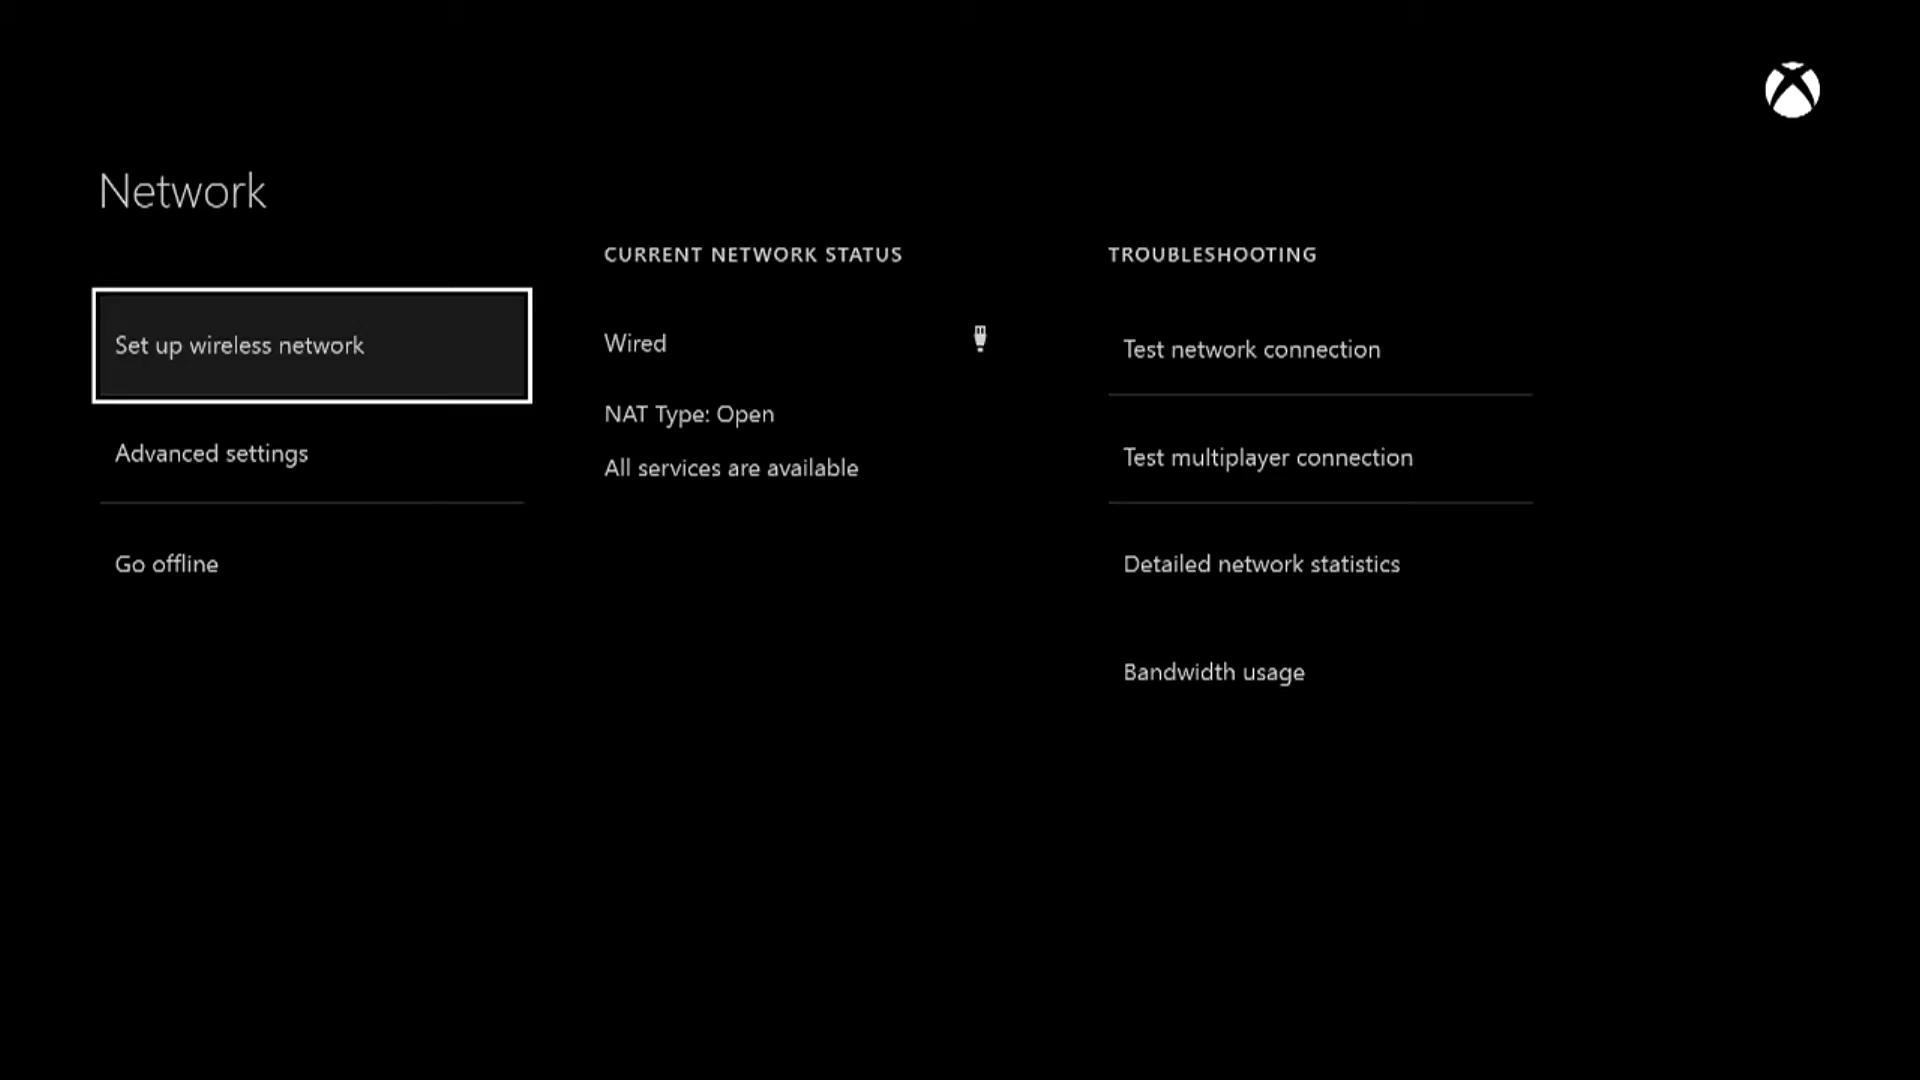 Network
Set up wireless network
Advanced settings
Go offline
CURRENT NETWORK STATUS
Wired
NAT Type: Open
All services are available
TROUBLESHOOTING
Test network connection
Test multiplayer connection
Detailed network statistics
Bandwidth usage